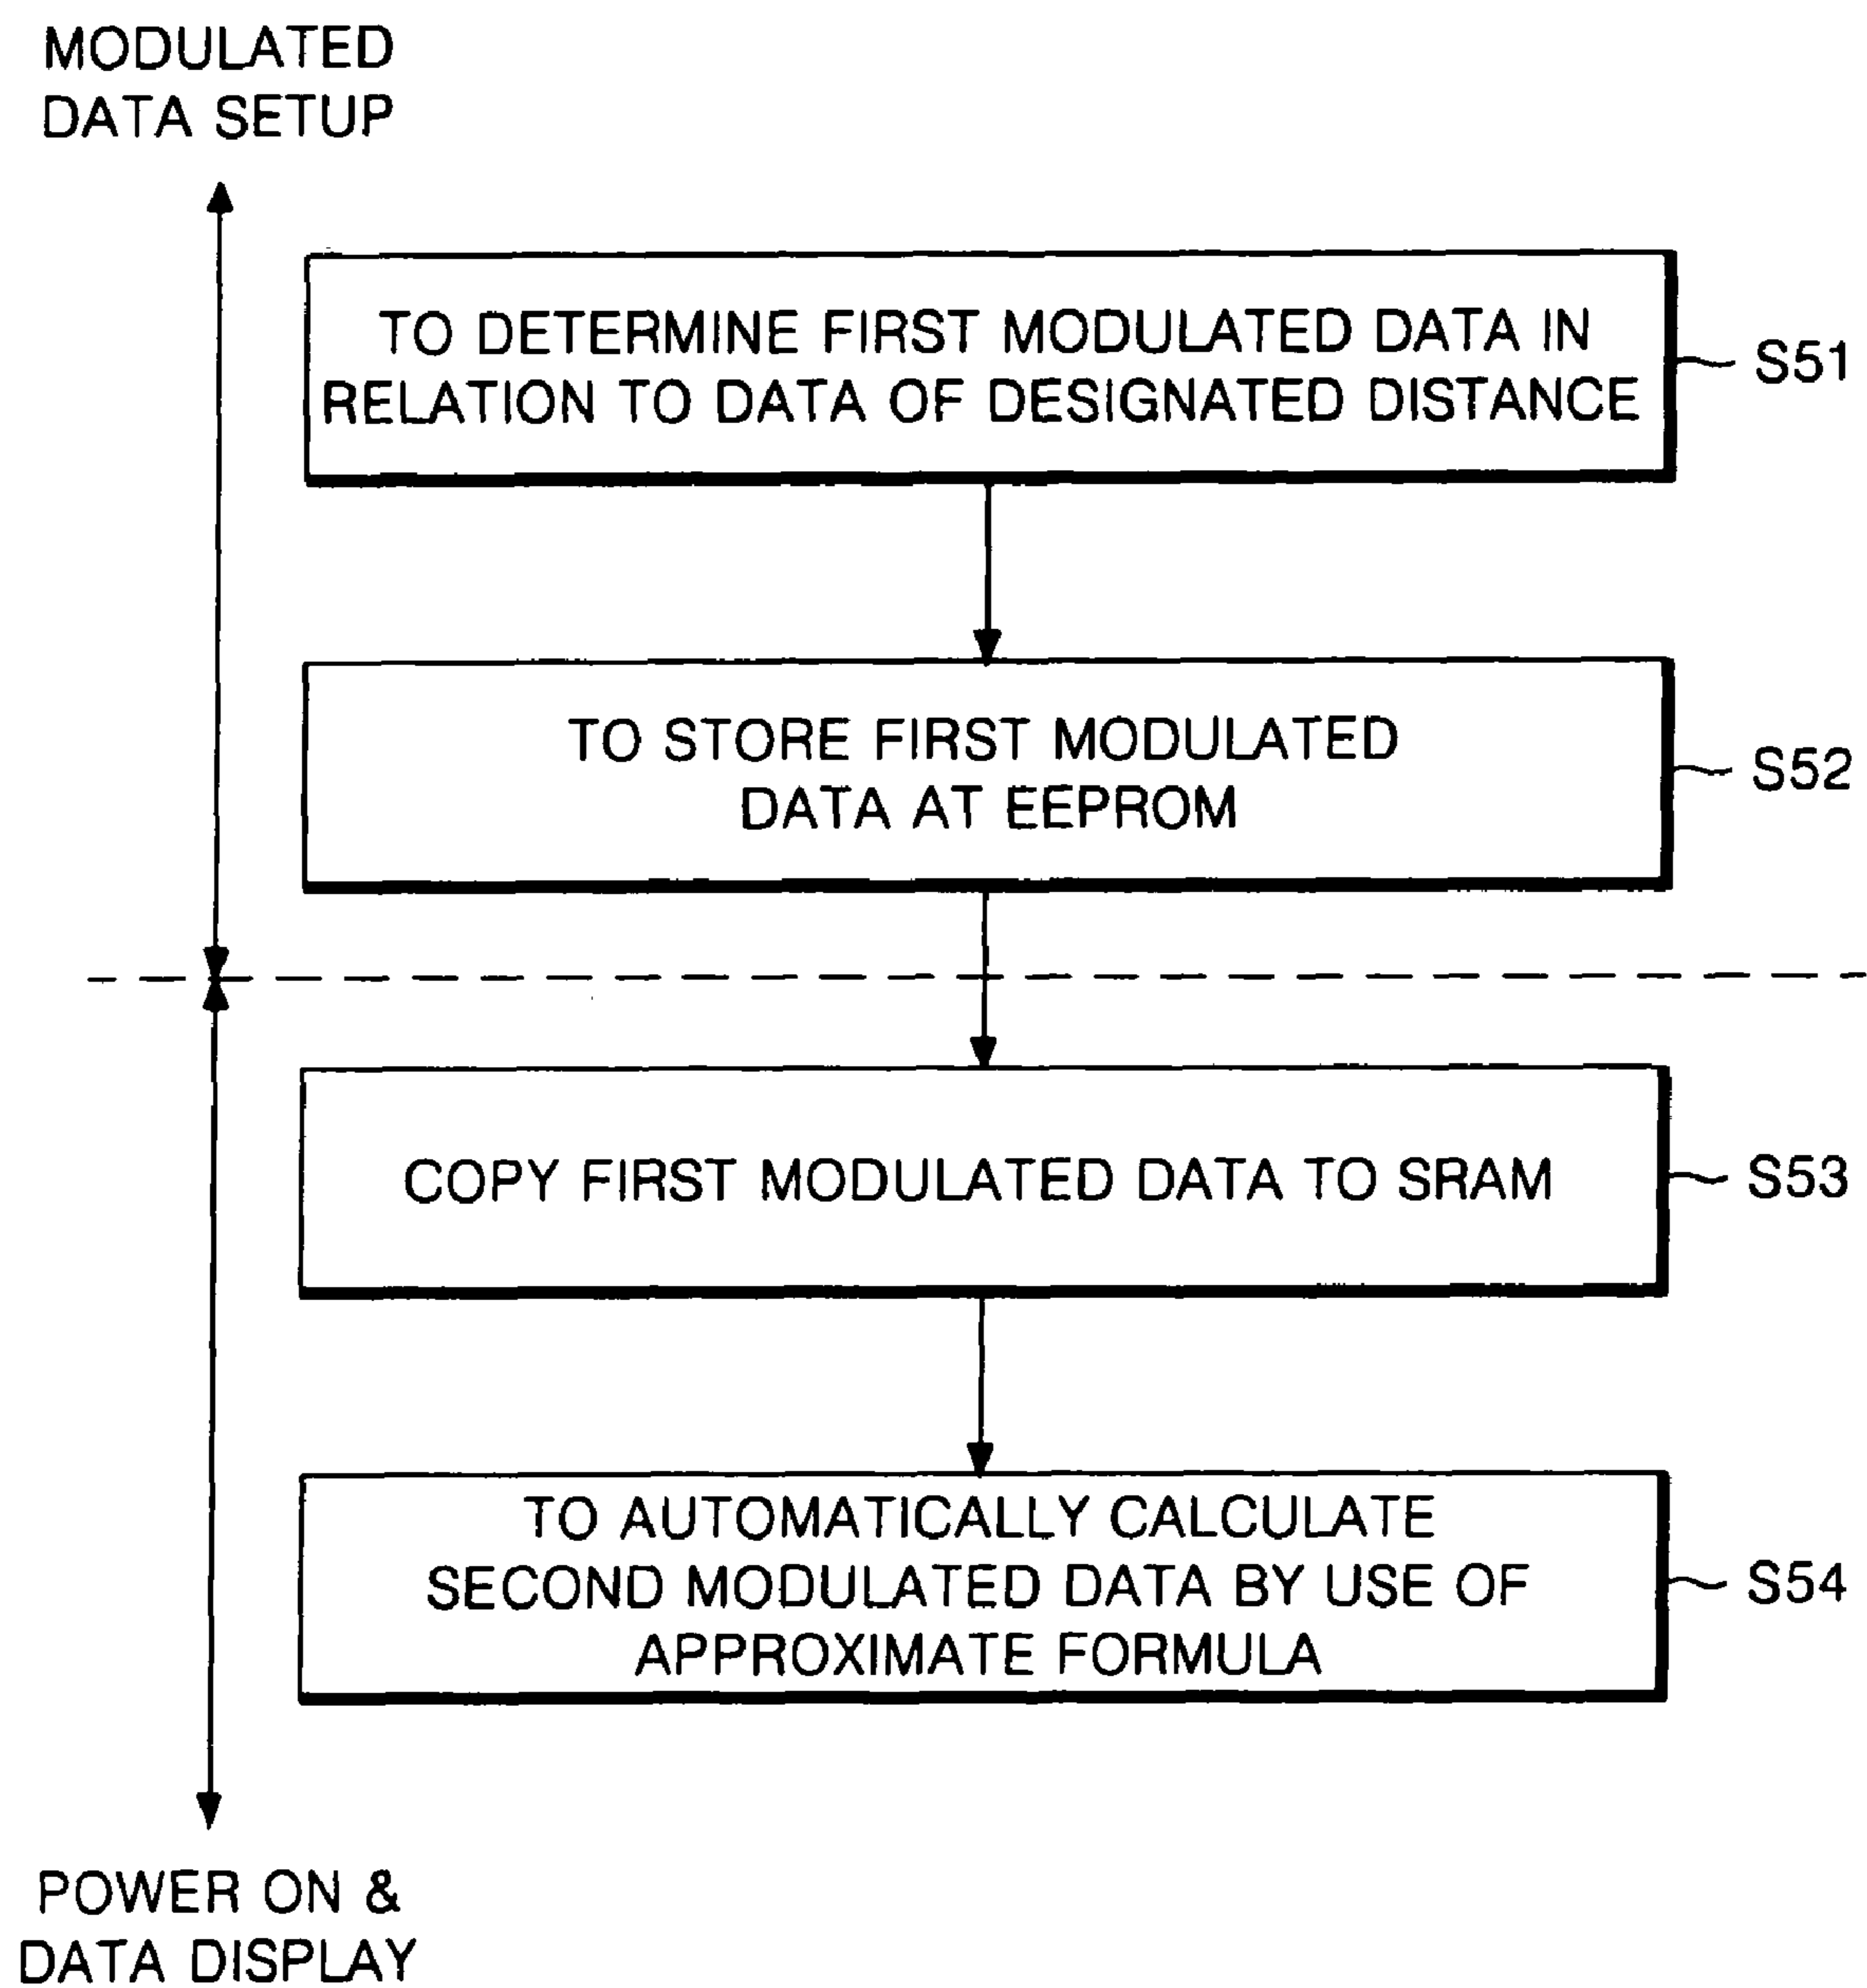 MODULATED
DATA SETUP
TO DETERMINE FIRST MODULATED DATA IN
RELATION TO DATA OF DESIGNATED DISTANCE
S51
TO STORE FIRST MODULATED
DATA AT EEPROM
S52
COPY FIRST MODULATED DATA TO SRAM
S53
TO AUTOMATICALLY CALCULATE
SECOND MODULATED DATA BY USE OF
APPROXIMATE FORMULA
S54
POWER ON &
DATA DISPLAY